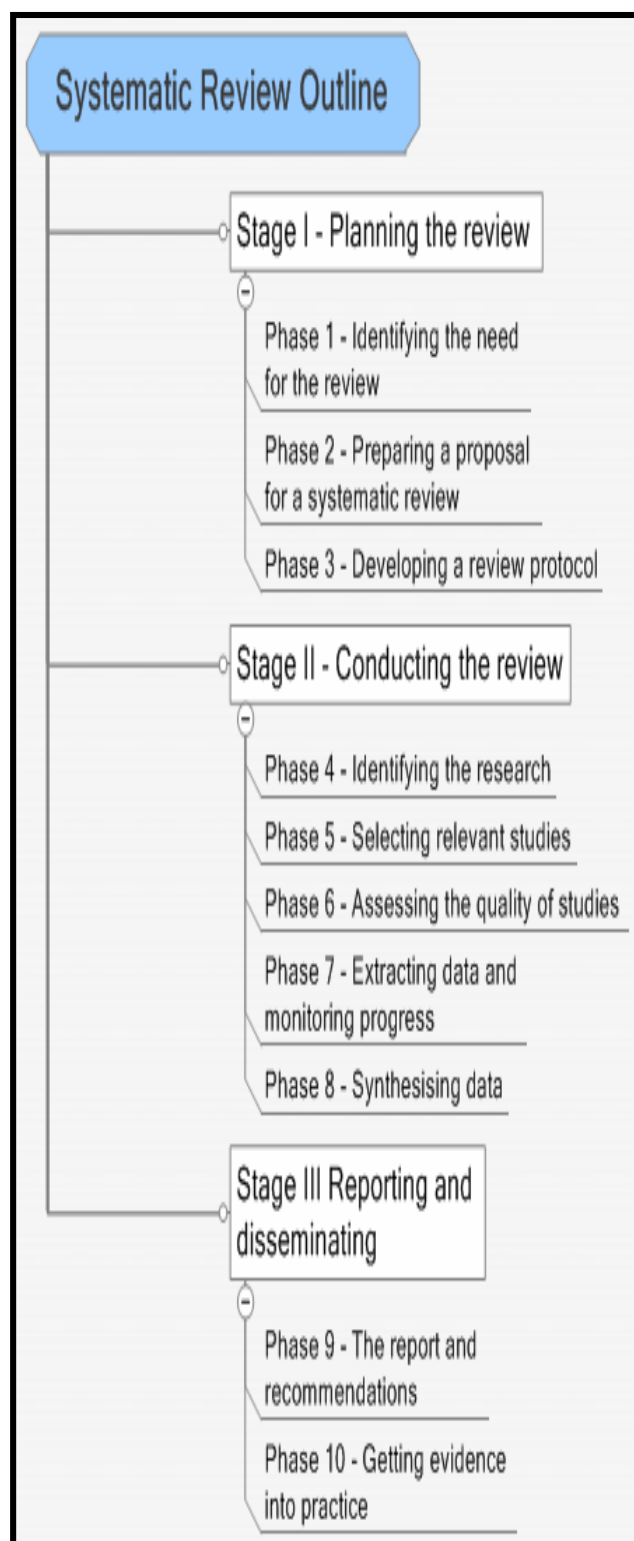 Systematic Review Outline
Stage I - Planning the review
Phase 1 - Identifying the need
for the review
Phase 2 - Preparing a proposal
for a systematic review
Phase 3 - Developing a review protocol
Stage II - Conducting the review
Phase 4 - Identifying the research
Phase 5 - Selecting relevant studies
Phase 6 - Assessing the quality of studies
Phase 7 - Extracting data and
monitoring progress
Phase 8 - Synthesising data
Stage III Reporting and
disseminating
Phase 9 - The report and
recommendations
Phase 10 - Getting evidence
into practice